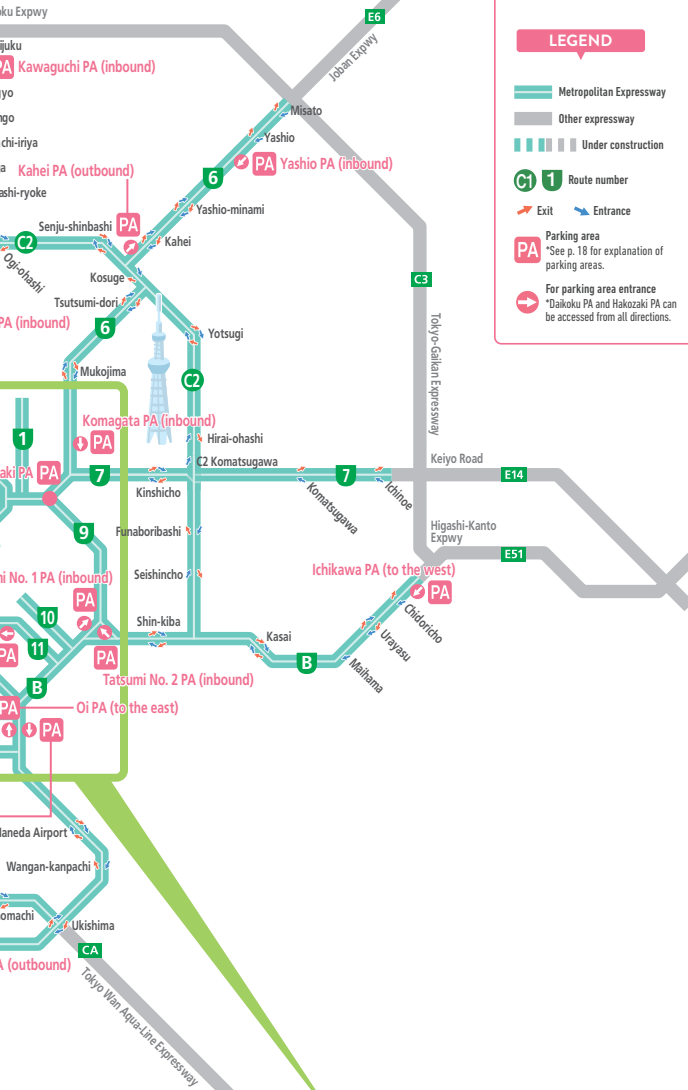 Expwy
E6
Joban Expwy
LEGEND
Metropolitan Expressway
Other expressway
Under construction
C1 1 Route number
Exit Entrance
PA Parking area
*See p. 18 for explanation of
parking areas.
For parking area entrance
*Daikoku PA and Hakozaki PA can
be accessed from all directions.
PA Kawaguchi PA (inbound)
Misato
Yashio
PA Yashio PA (inbound)
6
Kahei PA (outbound)
PA
Yashio-minami
Kahei
Senju-shinbashi
C2
Ogi-ohashi
Kosuge
Tsutsumi-dori
PA (inbound)
6
Yotsugi
C3
Tokyo-Gaikan Expressway
Mukojima
C2
Komagata PA (inbound)
PA
1
Hirai-ohashi
C2 Komatsugawa
PA PA
7
Kinshicho
Komatsugawa
7
Ichinoe
Keiyo Road
E14
9
Funaboribashi
Higashi-Kanto
Expwy
E51
Seishincho
Ichikawa PA (to the west)
PA
No. 1 PA (inbound)
PA
10
11
Shin-kiba
PA
PA
Kasai
B
Chidoricho
Urayasu
Maihama
Tatsumi No. 2 PA (inbound)
B
PA
Oi PA (to the east)
PA
Haneda Airport
Wangan-kanpachi
Ukishima
(outbound)
CA
Tokyo Wan Aqua-Line Expressway